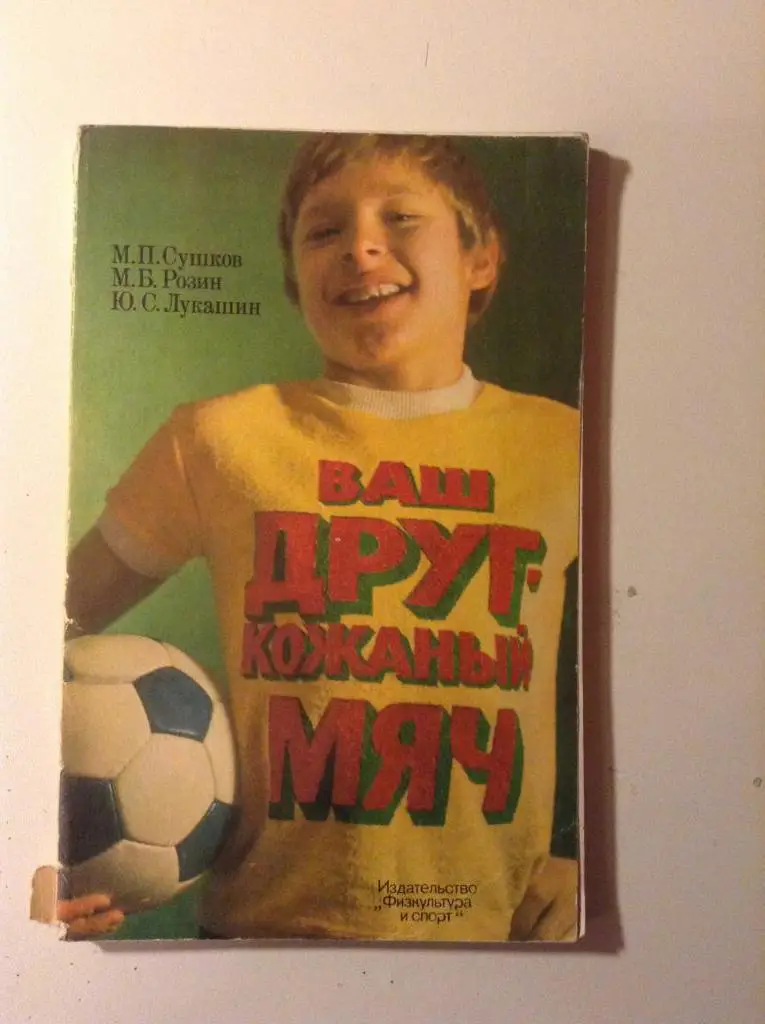 М.П.Сушков
М.Б.Розин
Ю.С.Лукашин
ВАШ
ДРУГ-
КОЖАНЫЙ
МЯЧ
Издательство
„Физкультура
и спорт"